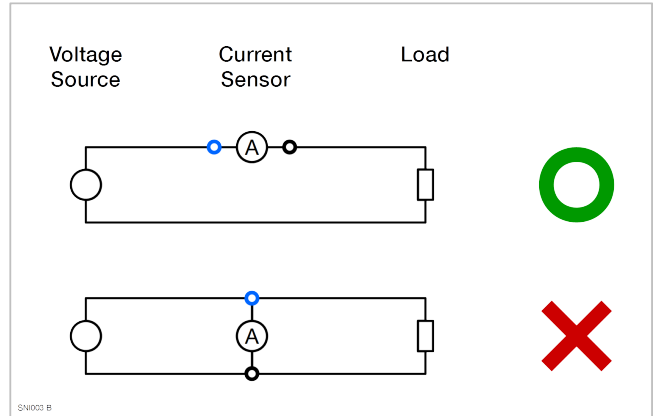 Voltage
Source
Current
Sensor
Load
A
A
SNI003 B